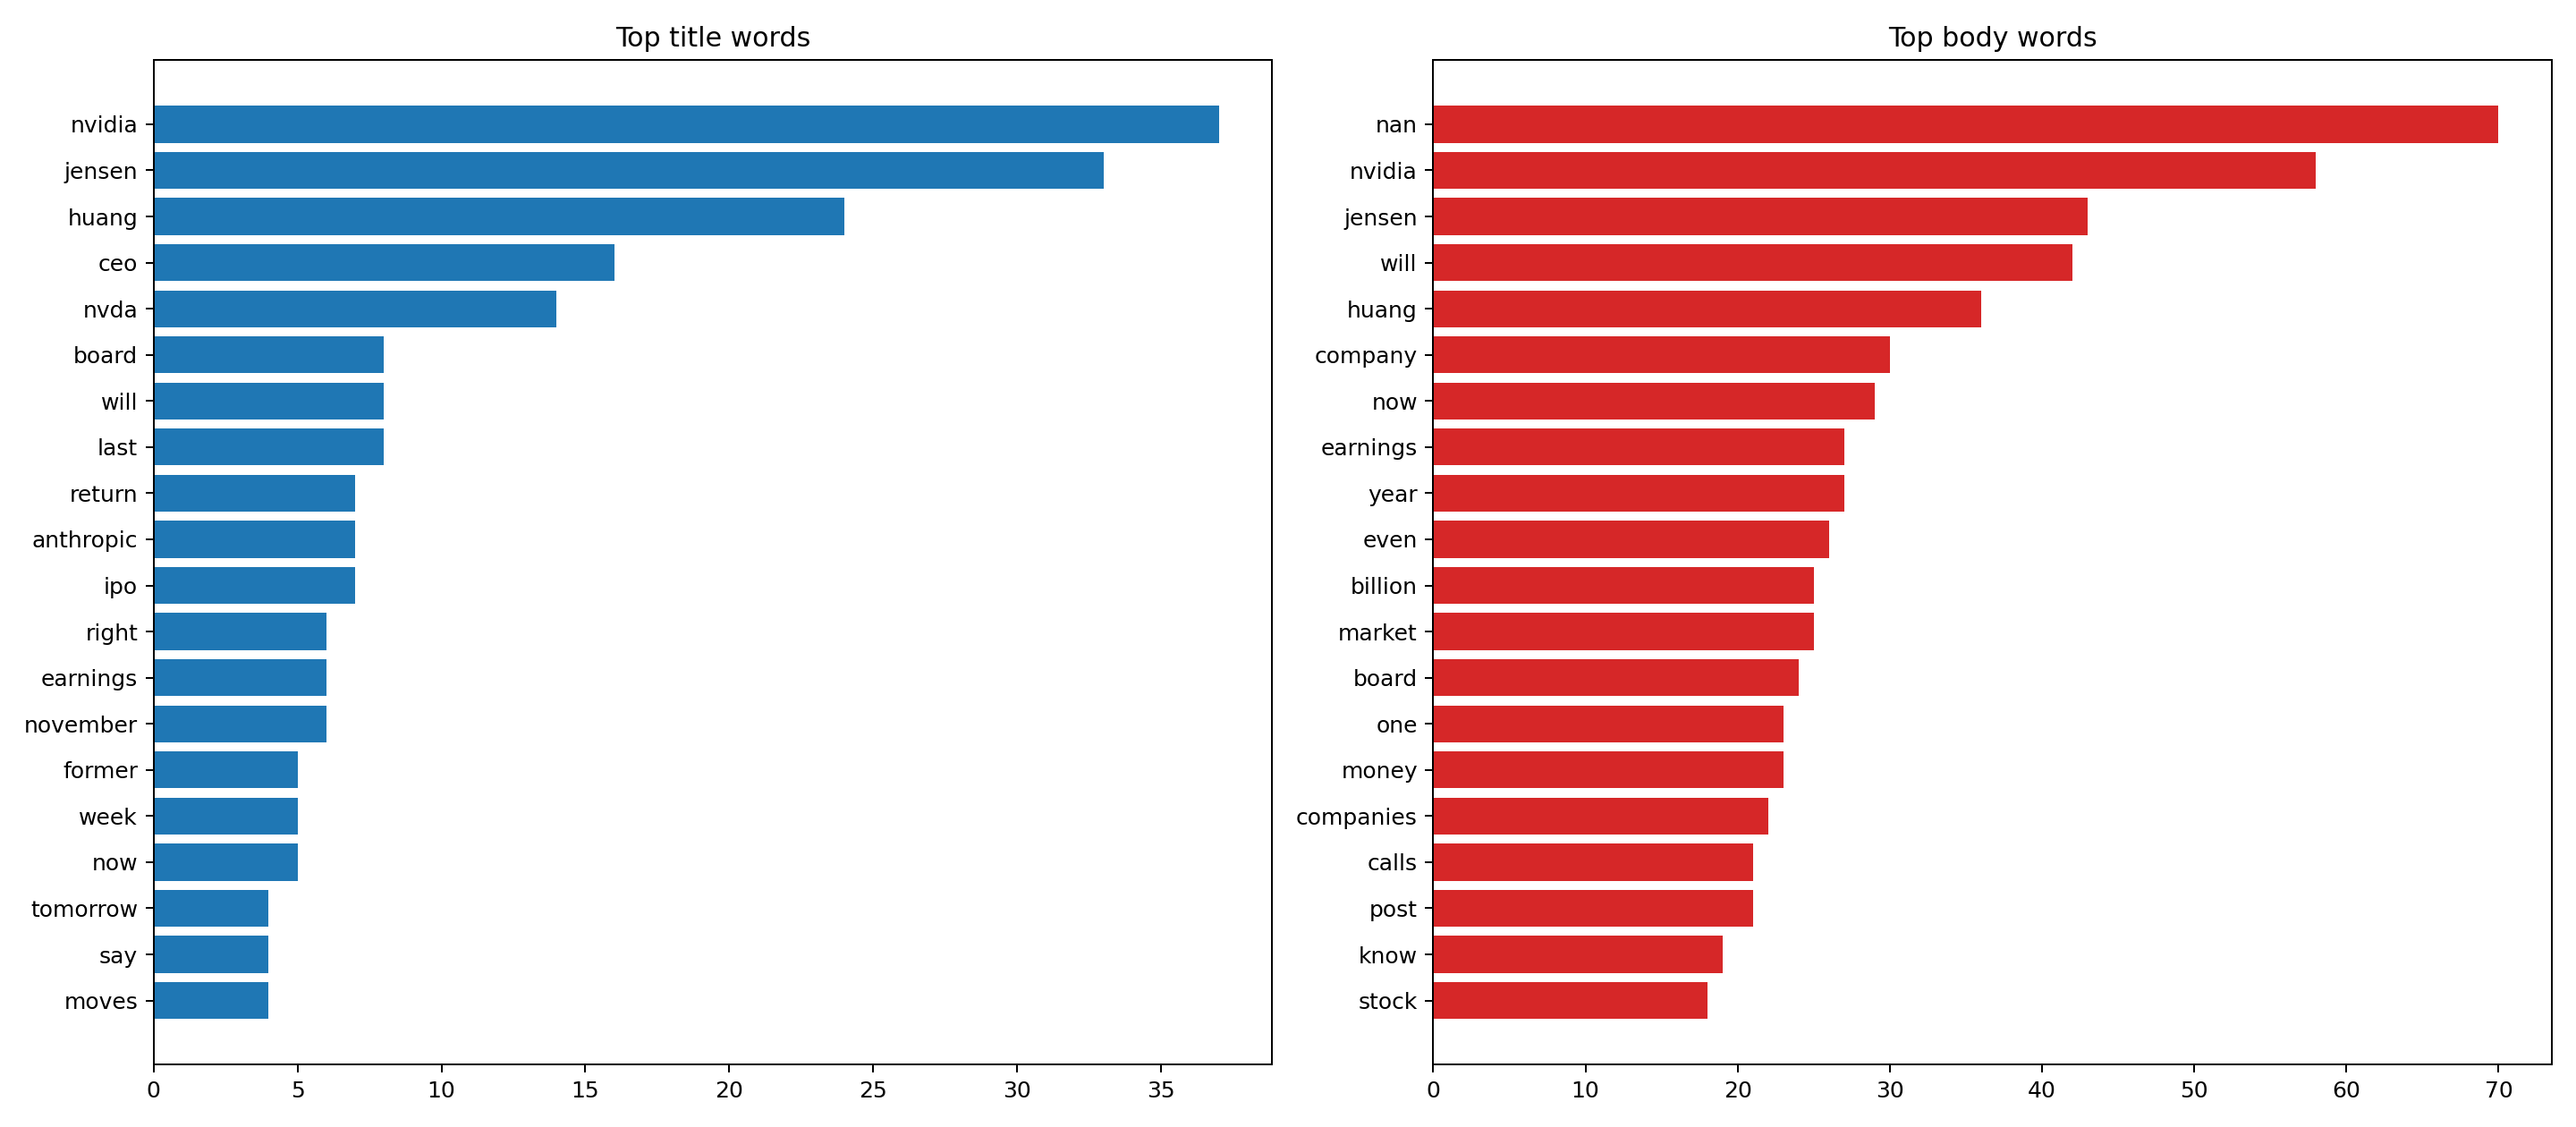 Top title words
nvidia
jensen
huang
ceo
nvda
board
will
last
return
anthropic
ipo
right
earnings
november
former
week
now
tomorrow
say
moves
0 5 10 15 20 25 30 35
Top body words
nan
nvidia
jensen
will
huang
company
now
earnings
year
even
billion
market
board
one
money
companies
calls
post
know
stock
0 10 20 30 40 50 60 70